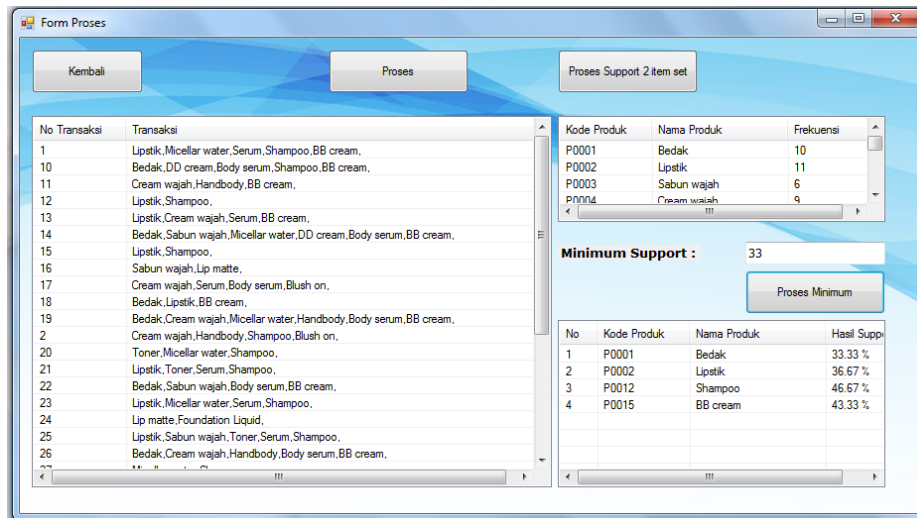 Form Proses
Kembali
Proses
Proses Support 2 item set
No Transaksi Transaksi
1 Lipstik,Micellar water,Serum,Shampoo,BB cream,
10 Bedak,DD cream,Body serum,Shampoo,BB cream,
11 Cream wajah,Handbody,BB cream,
12 Lipstik,Shampoo,
13 Lipstik,Cream wajah,Serum,BB cream,
14 Bedak,Sabun wajah,Micellar water,DD cream,Body serum,BB cream,
15 Lipstik,Shampoo,
16 Sabun wajah,Lip matte,
17 Cream wajah,Serum,Body serum,Blush on,
18 Bedak,Lipstik,BB cream,
19 Bedak,Cream wajah,Micellar water,Handbody,Body serum,BB cream,
2 Cream wajah,Handbody,Shampoo,Blush on,
20 Toner,Micellar water,Shampoo,
21 Lipstik,Toner,Serum,Shampoo,
22 Bedak,Sabun wajah,Body serum,BB cream,
23 Lipstik,Micellar water,Serum,Shampoo,
24 Lip matte,Foundation Liquid,
25 Lipstik,Sabun wajah,Toner,Serum,Shampoo,
26 Bedak,Cream wajah,Handbody,Body serum,BB cream,
Kode Produk Nama Produk Frekuensi
P0001 Bedak 10
P0002 Lipstik 11
P0003 Sabun wajah 6
P0004 Cream wajah 9
Minimum Support : 33
Proses Minimum
No Kode Produk Nama Produk Hasil Supp
1 P0001 Bedak 33.33 %
2 P0002 Lipstik 36.67 %
3 P0012 Shampoo 46.67 %
4 P0015 BB cream 43.33 %